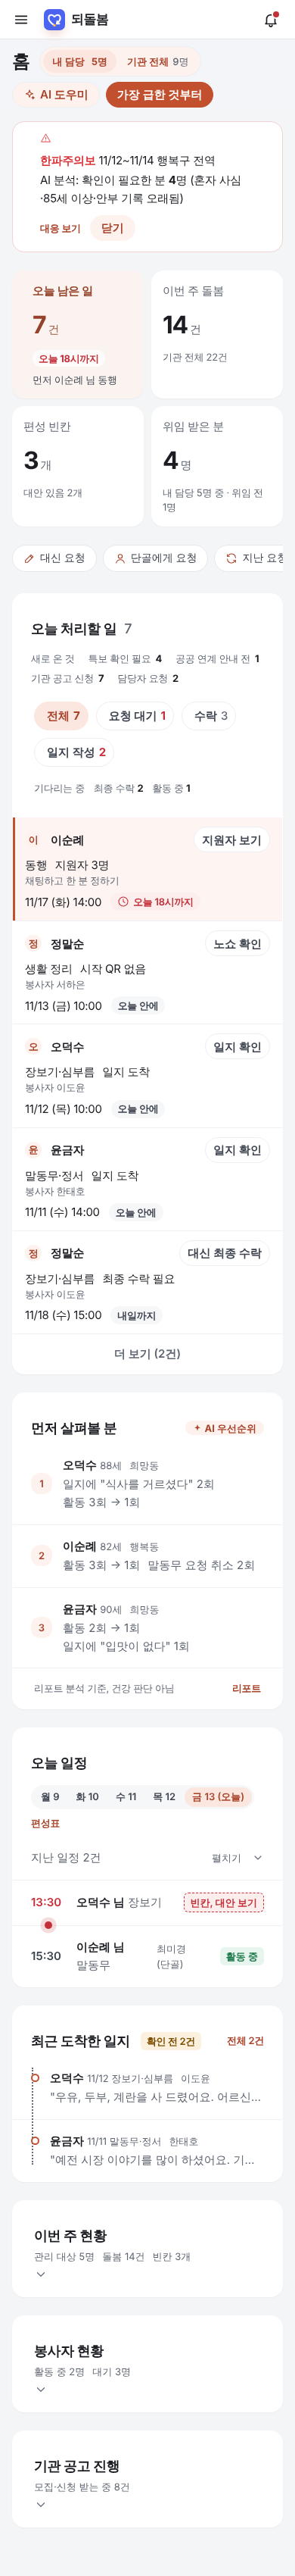 되돌봄
홈 내 담당 5명 기관 전체 9명
AI 도우미 가장 급한 것부터
한파주의보 11/12~11/14 행복구 전역
AI 분석: 확인이 필요한 분 4명 (혼자 사심
·85세 이상·안부 기록 오래됨)
대응 보기 닫기
오늘 남은 일
7 건
오늘 18시까지
먼저 이순례 님 동행
이번 주 돌봄
14 건
기관 전체 22건
편성 빈칸
3 개
대안 있음 2개
위임 받은 분
4 명
내 담당 5명 중 · 위임 전
1명
대신 요청 단골에게 요청 지난 요청
오늘 처리할 일 7
새로 온 것 특보 확인 필요 4 공공 연계 안내 전 1
기관 공고 신청 7 담당자 요청 2
전체 7 요청 대기 1 수락 3
일지 작성 2
기다리는 중 최종 수락 2 활동 중 1
이 이순례 지원자 보기
동행 지원자 3명
채팅하고 한 분 정하기
11/17 (화) 14:00 오늘 18시까지
정 정말순 노쇼 확인
생활 정리 시작 QR 없음
봉사자 서하은
11/13 (금) 10:00 오늘 안에
오 오덕수 일지 확인
장보기·심부름 일지 도착
봉사자 이도윤
11/12 (목) 10:00 오늘 안에
윤 윤금자 일지 확인
말동무·정서 일지 도착
봉사자 한태호
11/11 (수) 14:00 오늘 안에
정 정말순 대신 최종 수락
장보기·심부름 최종 수락 필요
봉사자 이도윤
11/18 (수) 15:00 내일까지
더 보기 (2건)
먼저 살펴볼 분 AI 우선순위
오덕수 88세 희망동
1 일지에 "식사를 거르셨다" 2회
활동 3회 → 1회
이순례 82세 행복동
2 활동 3회 → 1회 말동무 요청 취소 2회
윤금자 90세 희망동
3 활동 2회 → 1회
일지에 "입맛이 없다" 1회
리포트 분석 기준, 건강 판단 아님 리포트
오늘 일정
월 9 화 10 수 11 목 12 금 13 (오늘)
편성표
지난 일정 2건 펼치기
13:30 오덕수 님 장보기 빈칸, 대안 보기
15:30 이순례 님 말동무 최미경 (단골) 활동 중
최근 도착한 일지 확인 전 2건 전체 2건
오덕수 11/12 장보기·심부름 이도윤
"우유, 두부, 계란을 사 드렸어요. 어르신...
윤금자 11/11 말동무·정서 한태호
"예전 시장 이야기를 많이 하셨어요. 기...
이번 주 현황
관리 대상 5명 돌봄 14건 빈칸 3개
봉사자 현황
활동 중 2명 대기 3명
기관 공고 진행
모집·신청 받는 중 8건